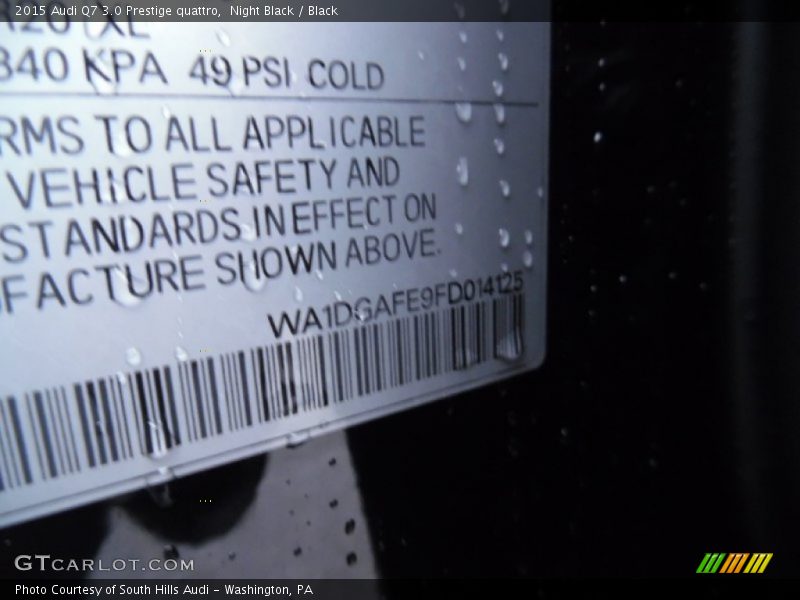 2015 Audi Q7 3.0 Prestige quattro, Night Black / Black
R20 XL
340 KPA 49 PSI COLD
RMS TO ALL APPLICABLE
VEHICLE SAFETY AND
STANDARDS IN EFFECT ON
FACTURE SHOWN ABOVE.
WA1DGAFE9FD014125
GTCARLOT.COM
Photo Courtesy of South Hills Audi - Washington, PA